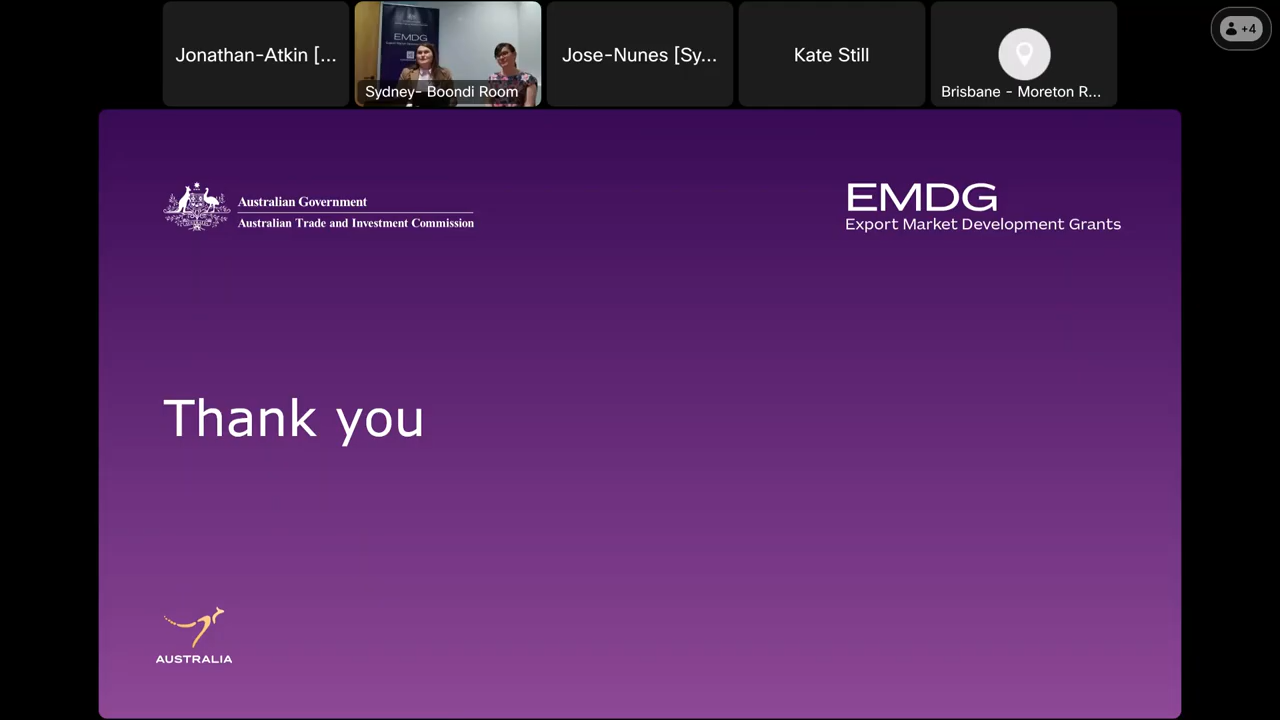 Jonathan-Atkin [...
EMDG
Sydney- Boondi Room
Jose-Nunes [Sy...
Kate Still
Brisbane - Moreton R...
+4
Australian Government
Australian Trade and Investment Commission
EMDG
Export Market Development Grants
Thank you
AUSTRALIA